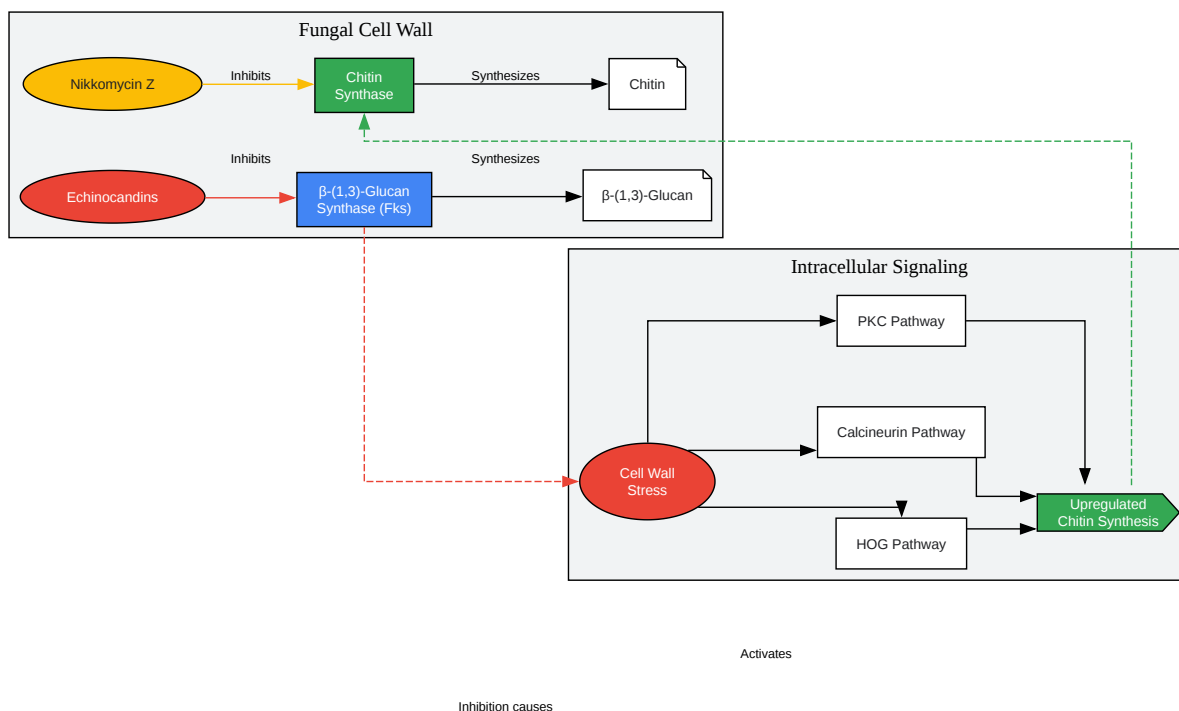 Fungal Cell Wall
Nikkomycin Z
Inhibits
Chitin
Synthase
Synthesizes
Chitin
Echinocandins
Inhibits
β-(1,3)-Glucan
Synthase (Fks)
Synthesizes
β-(1,3)-Glucan
Intracellular Signaling
PKC Pathway
Calcineurin Pathway
Cell Wall
Stress
HOG Pathway
Upregulated
Chitin Synthesis
Activates
Inhibition causes